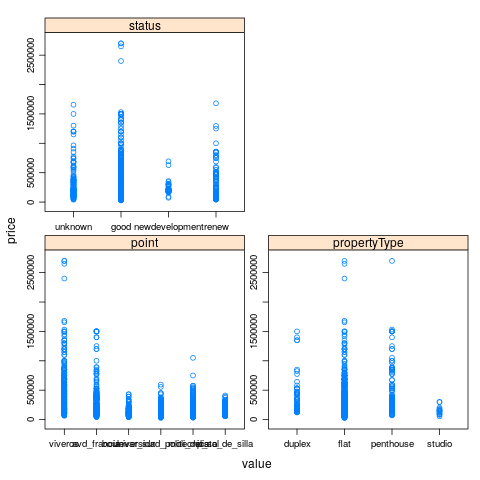 status
2500000
1500000
500000
0
unknown
good
newdevelopment
renew
price
point
propertyType
2500000
1500000
500000
0
2500000
1500000
500000
0
viveros
duplex
flat
penthouse
studio
value